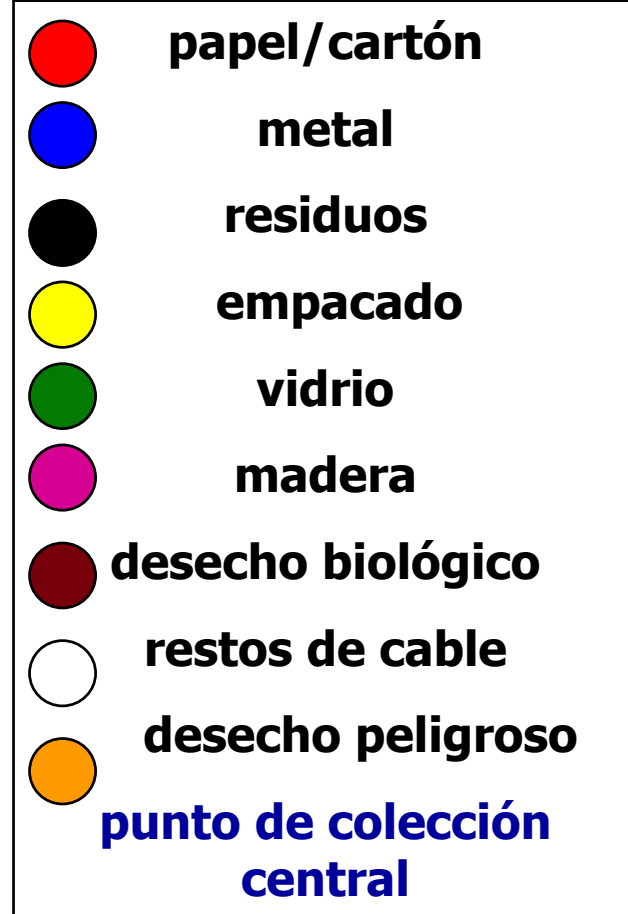 papel/cartón
metal
residuos
empacado
vidrio
madera
desecho biológico
restos de cable
desecho peligroso
punto de colección
central